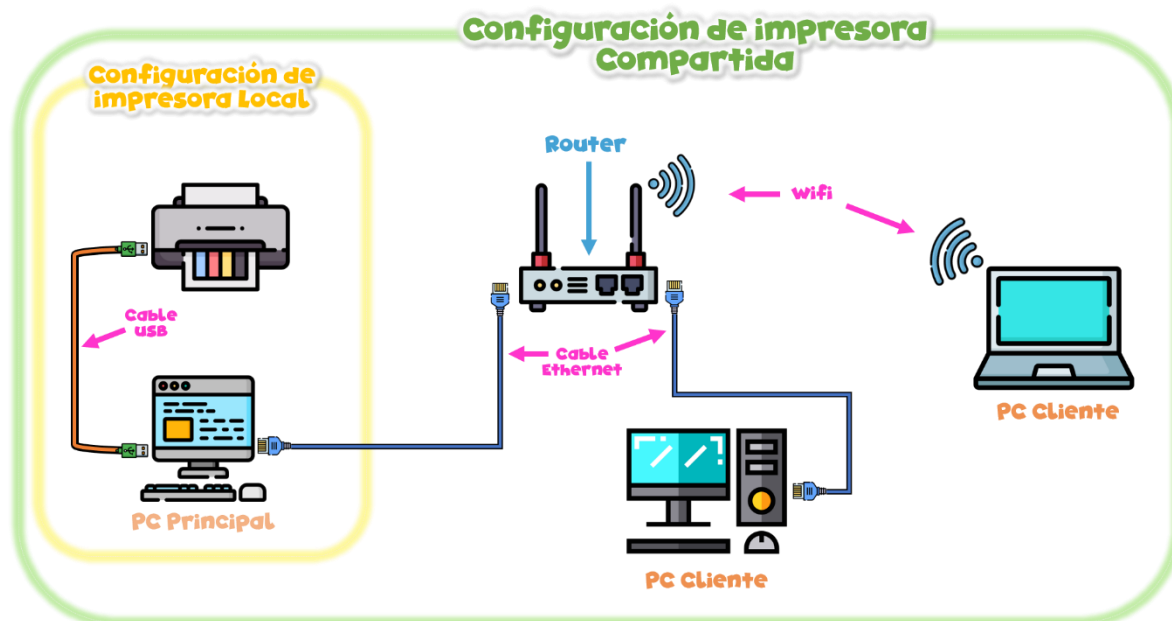 Configuración de impresora
Compartida
Configuración de
impresora Local
Router
Wifi
Cable
USB
Cable
Ethernet
PC Cliente
PC Principal
PC Cliente